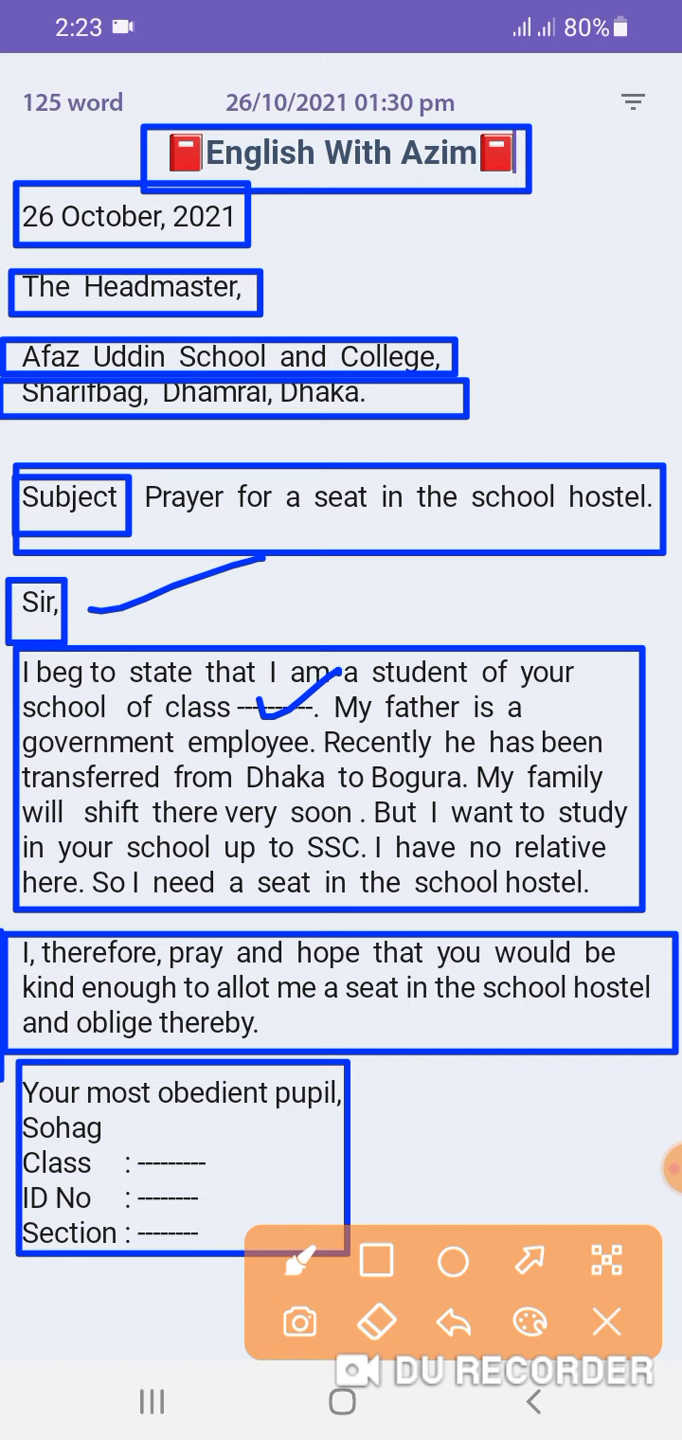 2:23 80%
125 word 26/10/2021 01:30 pm
English With Azim
26 October, 2021
The Headmaster,
Afaz Uddin School and College,
Sharifbag, Dhamrai, Dhaka.
Subject Prayer for a seat in the school hostel.
Sir,
I beg to state that I am a student of your
school of class ---------. My father is a
government employee. Recently he has been
transferred from Dhaka to Bogura. My family
will shift there very soon . But I want to study
in your school up to SSC. I have no relative
here. So I need a seat in the school hostel.
I, therefore, pray and hope that you would be
kind enough to allot me a seat in the school hostel
and oblige thereby.
Your most obedient pupil,
Sohag
Class : ---------
ID No : --------
Section : --------
DU RECORDER